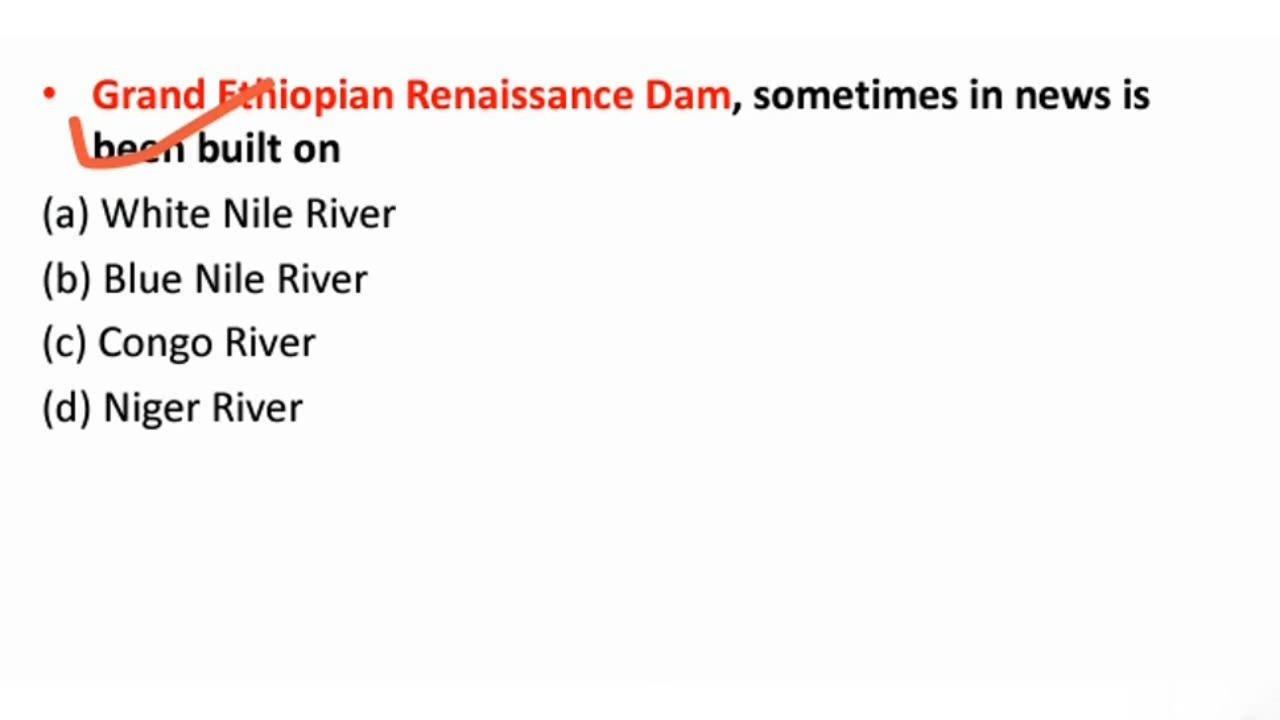 • Grand Ethiopian Renaissance Dam, sometimes in news is
been built on
(a) White Nile River
(b) Blue Nile River
(c) Congo River
(d) Niger River